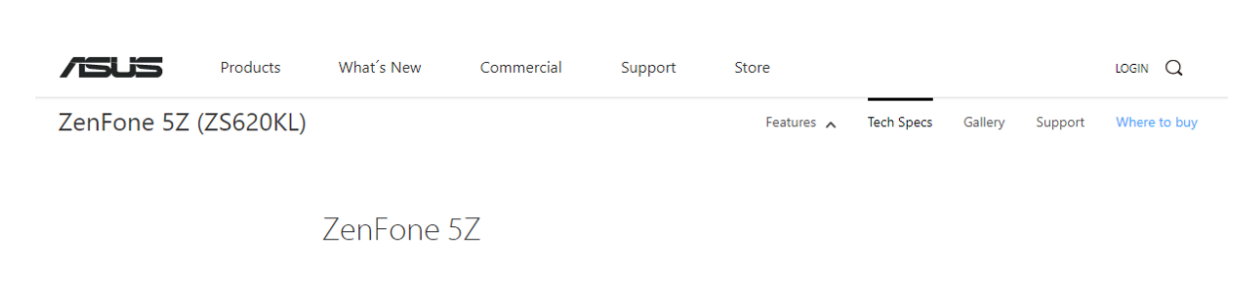 ASUS Products What´s New Commercial Support Store LOGIN
ZenFone 5Z (ZS620KL) Features Tech Specs Gallery Support Where to buy
ZenFone 5Z